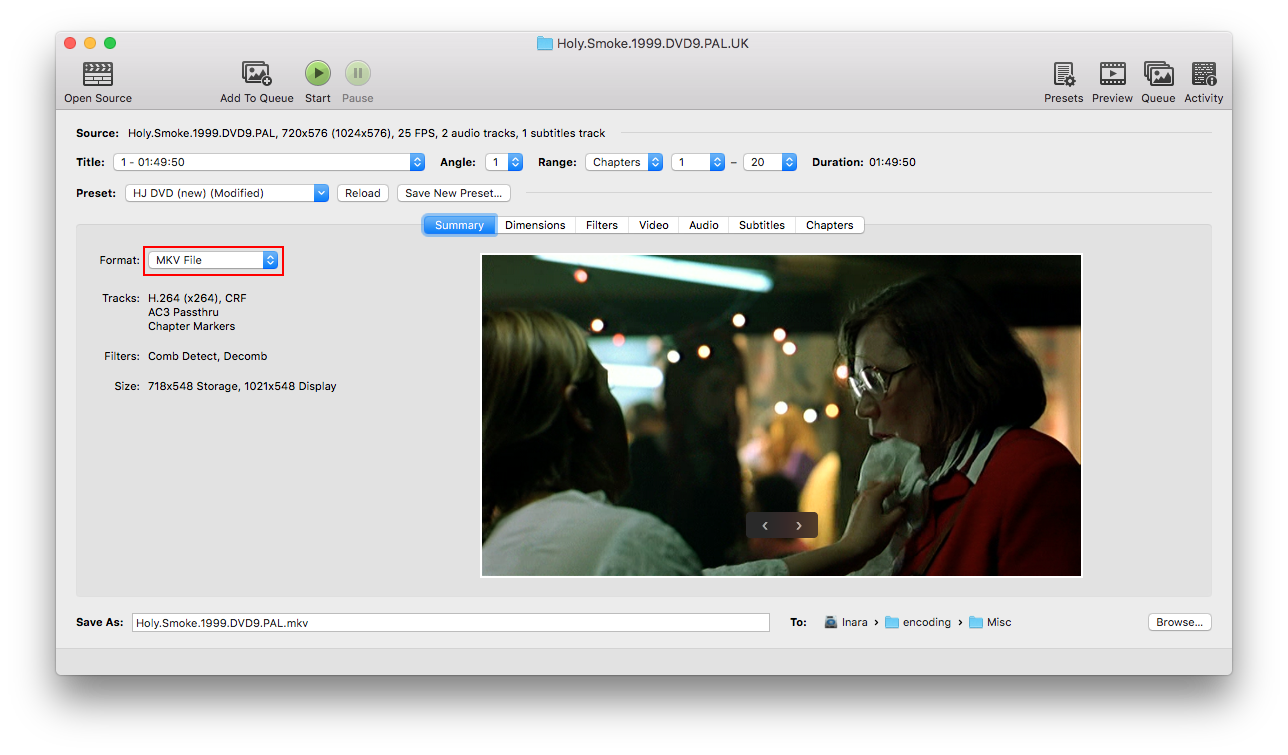 Holy.Smoke.1999.DVD9.PAL.UK
Open Source Add To Queue Start Pause Presets Preview Queue Activity
Source: Holy.Smoke.1999.DVD9.PAL, 720x576 (1024x576), 25 FPS, 2 audio tracks, 1 subtitles track
Title: 1 - 01:49:50 Angle: 1 Range: Chapters 1 – 20 Duration: 01:49:50
Preset: HJ DVD (new) (Modified) Reload Save New Preset...
Summary Dimensions Filters Video Audio Subtitles Chapters
Format: MKV File
Tracks: H.264 (x264), CRF
AC3 Passthru
Chapter Markers
Filters: Comb Detect, Decomb
Size: 718x548 Storage, 1021x548 Display
Save As: Holy.Smoke.1999.DVD9.PAL.mkv To: Inara › encoding › Misc Browse...